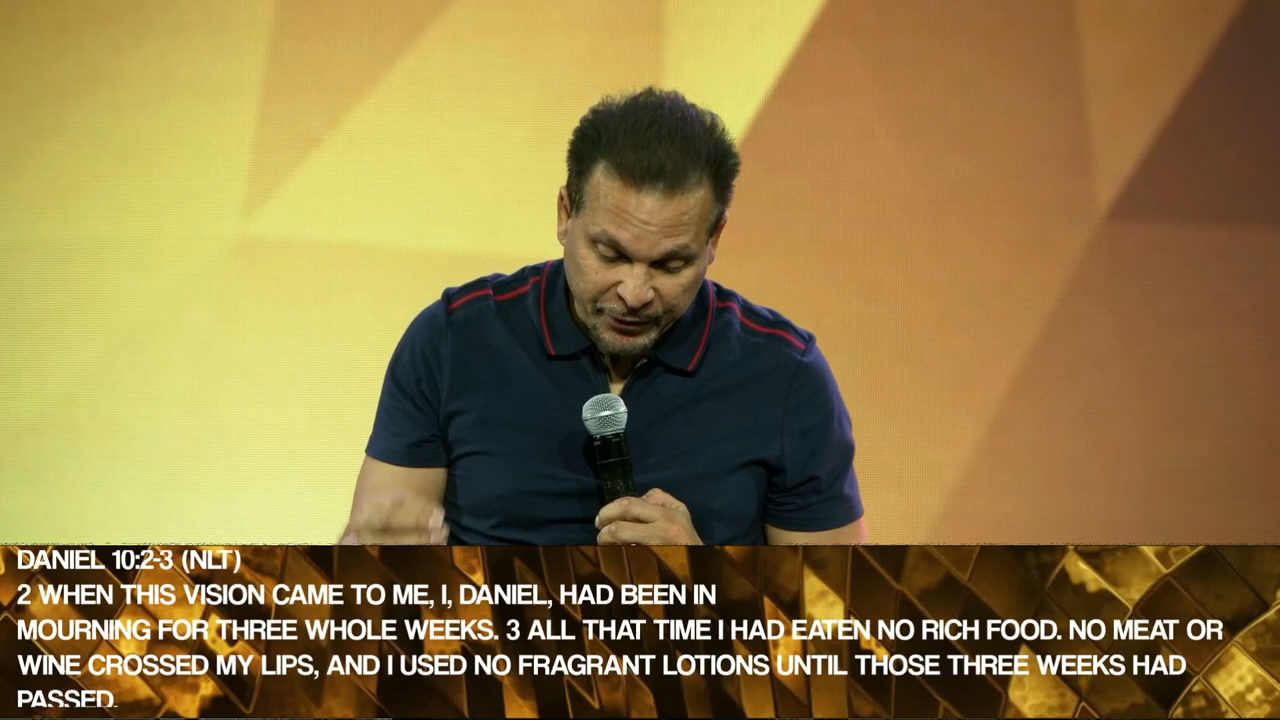 DANIEL 10:2-3 (NLT)
2 WHEN THIS VISION CAME TO ME, I, DANIEL, HAD BEEN IN
MOURNING FOR THREE WHOLE WEEKS. 3 ALL THAT TIME I HAD EATEN NO RICH FOOD. NO MEAT OR
WINE CROSSED MY LIPS, AND I USED NO FRAGRANT LOTIONS UNTIL THOSE THREE WEEKS HAD
PASSED.